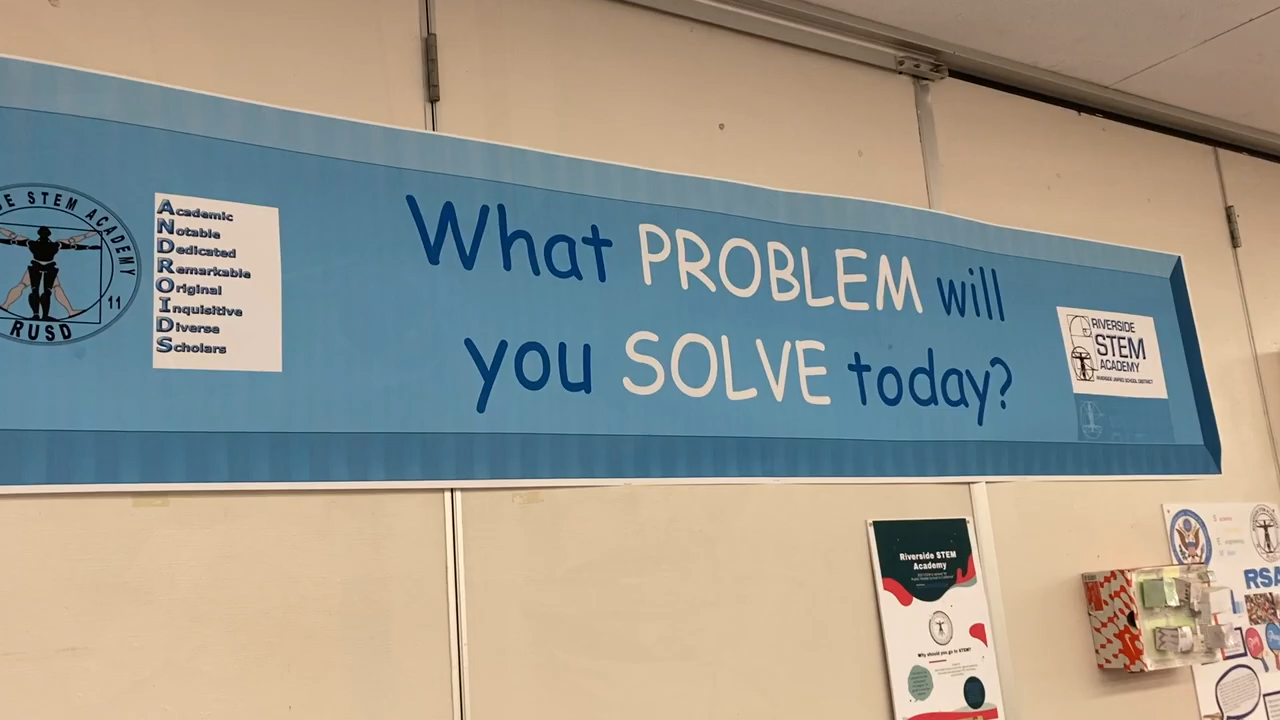 STEM ACADEMY
11
RUSD
Academic
Notable
Dedicated
Remarkable
Original
Inquisitive
Diverse
Scholars
What PROBLEM will
you SOLVE today?
RIVERSIDE
STEM
ACADEMY
RIVERSIDE UNIFIED SCHOOL DISTRICT
Riverside STEM
Academy
Why should you go to STEM?
RSA